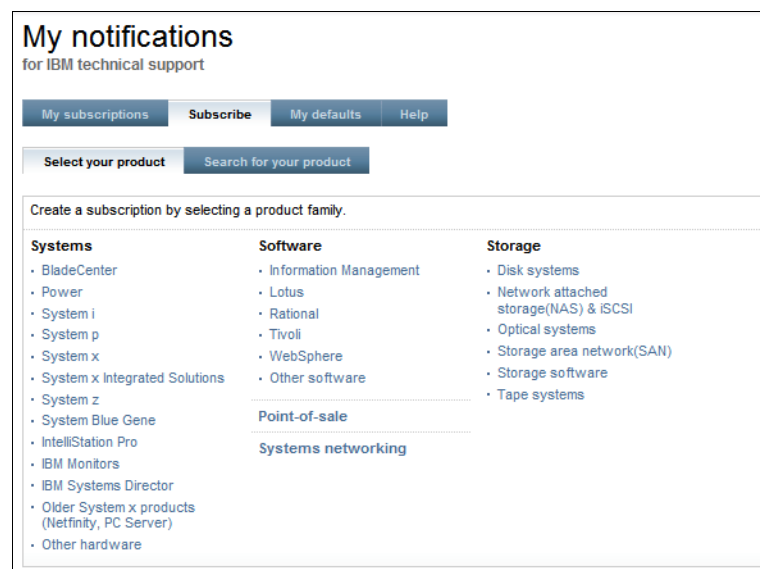 My notifications
for IBM technical support
My subscriptions
Subscribe
My defaults
Help
Select your product
Search for your product
Create a subscription by selecting a product family.
Systems
BladeCenter
Power
System i
System p
System x
System x Integrated Solutions
System z
System Blue Gene
IntelliStation Pro
IBM Monitors
IBM Systems Director
Older System x products
(Netfinity, PC Server)
Other hardware
Software
Information Management
Lotus
Rational
Tivoli
WebSphere
Other software
Point-of-sale
Systems networking
Storage
Disk systems
Network attached
storage(NAS) & iSCSI
Optical systems
Storage area network(SAN)
Storage software
Tape systems